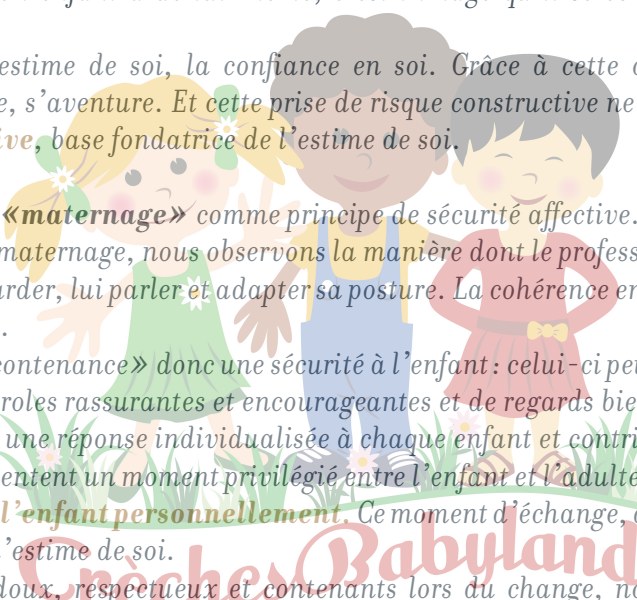 estime de soi, la confiance en soi. Grâce à cette
e, s’aventure. Et cette prise de risque constructive ne
ive, base fondatrice de l’estime de soi.
«maternage» comme principe de sécurité affective.
maternage, nous observons la manière dont le profess
arder, lui parler et adapter sa posture. La cohérence en
.
contenance» donc une sécurité à l’enfant : celui-ci peu
roles rassurantes et encourageantes et de regards bie
une réponse individualisée à chaque enfant et contri
entent un moment privilégié entre l’enfant et l’adulte
l’enfant personnellement. Ce moment d’échange,
l’estime de soi.
doux, respectueux et contenants lors du change, no
Crèches Babyland